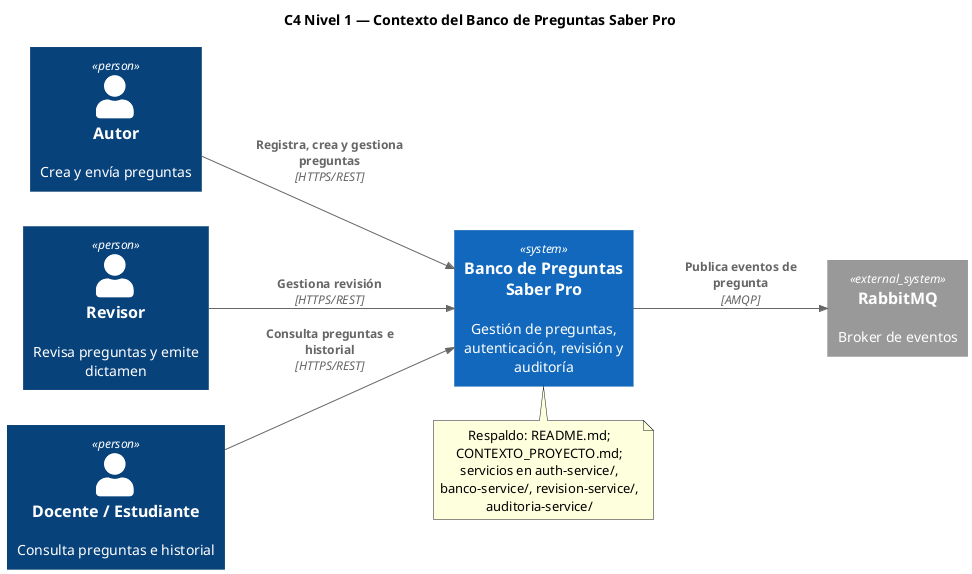 C4 Nivel 1 — Contexto del Banco de Preguntas Saber Pro
«person»
Autor
Crea y envía preguntas
Registra, crea y gestiona
preguntas
[HTTPS/REST]
«person»
Revisor
Revisa preguntas y emite
dictamen
Gestiona revisión
[HTTPS/REST]
Consulta preguntas e
historial
[HTTPS/REST]
«person»
Docente / Estudiante
Consulta preguntas e historial
«system»
Banco de Preguntas
Saber Pro
Gestión de preguntas,
autenticación, revisión y
auditoría
Publica eventos de
pregunta
[AMQP]
«external_system»
RabbitMQ
Broker de eventos
Respaldo: README.md;
CONTEXTO_PROYECTO.md;
servicios en auth-service/,
banco-service/, revision-service/,
auditoria-service/